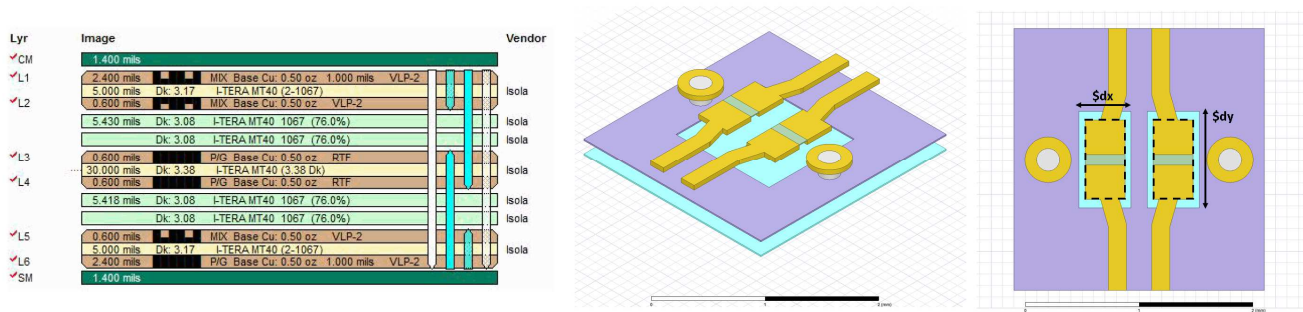 Lyr Image Vendor
CM 1.400 mils
L1 2.400 mils MIX Base Cu: 0.50 oz 1.000 mils VLP-2
5.000 mils Dk: 3.17 I-TERA MT40 (2-1067) Isola
L2 0.600 mils MIX Base Cu: 0.50 oz VLP-2
5.430 mils Dk: 3.08 I-TERA MT40 1067 (76.0%) Isola
Dk: 3.08 I-TERA MT40 1067 (76.0%) Isola
L3 0.600 mils P/G Base Cu: 0.50 oz RTF
30.000 mils Dk: 3.38 I-TERA MT40 (3.38 Dk) Isola
L4 0.600 mils P/G Base Cu: 0.50 oz RTF
5.418 mils Dk: 3.08 I-TERA MT40 1067 (76.0%) Isola
Dk: 3.08 I-TERA MT40 1067 (76.0%) Isola
L5 0.600 mils MIX Base Cu: 0.50 oz VLP-2
5.000 mils Dk: 3.17 I-TERA MT40 (2-1067) Isola
L6 2.400 mils P/G Base Cu: 0.50 oz 1.000 mils VLP-2
SM 1.400 mils
0 1 2 (mm)
$dx
$dy
0 1 2 (mm)